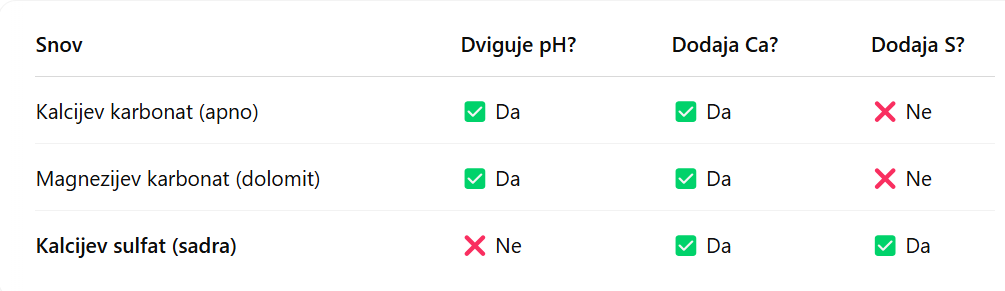 Snov Dviguje pH? Dodaja Ca? Dodaja S?
Kalcijev karbonat (apno) ✅ Da ✅ Da ❌ Ne
Magnezijev karbonat (dolomit) ✅ Da ✅ Da ❌ Ne
Kalcijev sulfat (sadra) ❌ Ne ✅ Da ✅ Da